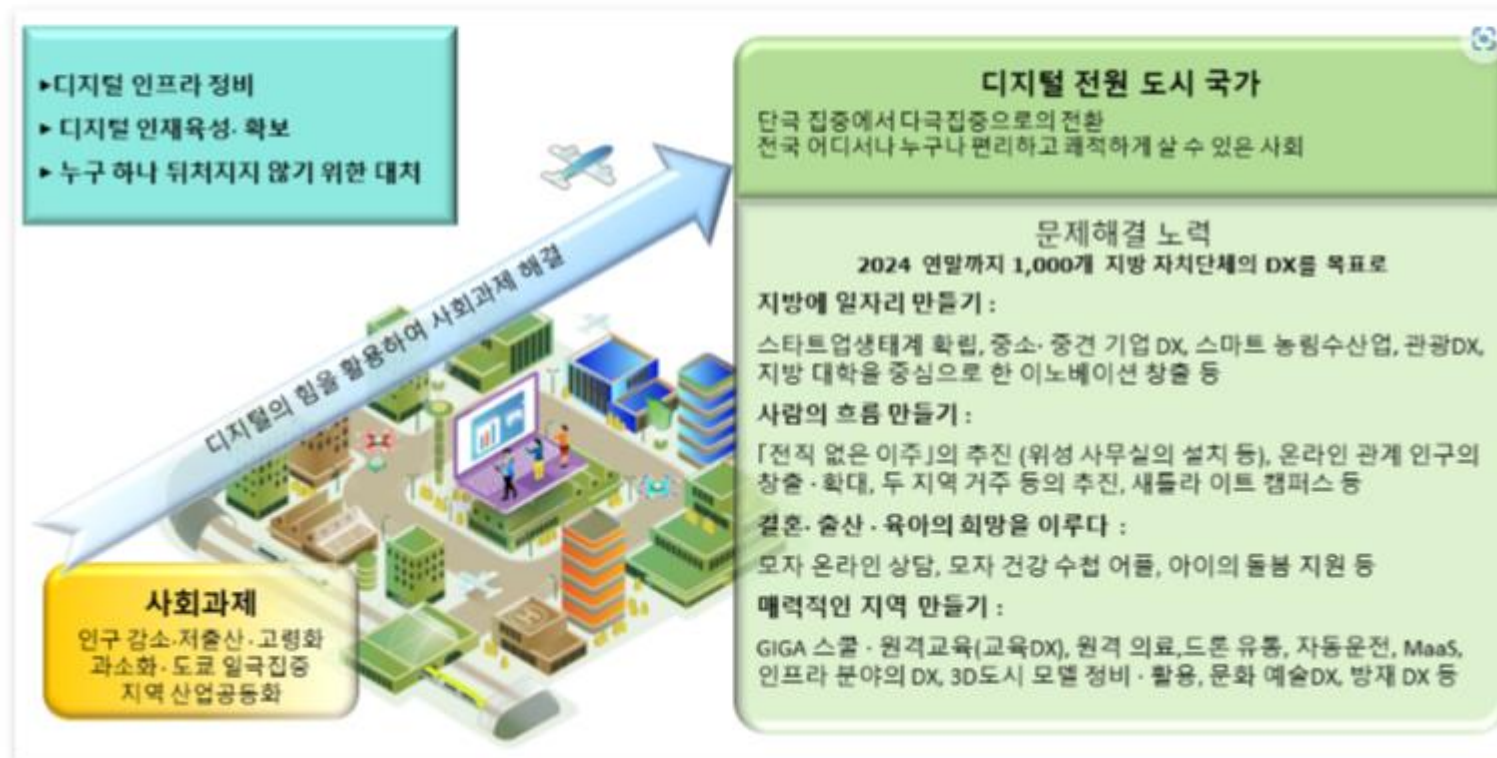 ▸디지털 인프라 정비
▸ 디지털 인재육성· 확보
▸ 누구 하나 뒤처지지 않기 위한 대처
디지털의 힘을 활용하여 사회과제 해결
사회과제
인구 감소·저출산·고령화
과소화·도쿄 일극집중
지역 산업공동화
디지털 전원 도시 국가
단극 집중에서 다극집중으로의 전환
전국 어디서나 누구나 편리하고 쾌적하게 살 수 있은 사회
문제해결 노력
2024 연말까지 1,000개 지방 자치단체의 DX를 목표로
지방에 일자리 만들기 :
스타트업생태계 확립, 중소· 중견 기업 DX, 스마트 농림수산업, 관광DX,
지방 대학을 중심으로 한 이노베이션 창출 등
사람의 흐름 만들기 :
「전직 없은 이주」의 추진 (위성 사무실의 설치 등), 온라인 관계 인구의
창출 · 확대, 두 지역 거주 등의 추진, 새틀라 이트 캠퍼스 등
결혼· 출산 · 육아의 희망을 이루다 :
모자 온라인 상담, 모자 건강 수첩 어플, 아이의 돌봄 지원 등
매력적인 지역 만들기 :
GIGA 스쿨 · 원격교육(교육DX), 원격 의료,드론 유통, 자동운전, MaaS,
인프라 분야의 DX, 3D도시 모델 정비 · 활용, 문화 예술DX, 방재 DX 등
H